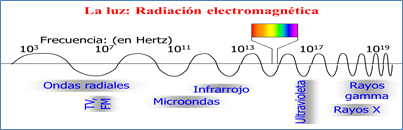 La luz: Radiación electromagnética
Frecuencia: (en Hertz)
10³ 10⁷ 10¹¹ 10¹³ 10¹⁷ 10¹⁹
Ondas radiales
TV
FM
Microondas
Infrarrojo
Ultravioleta
Rayos gamma
Rayos X